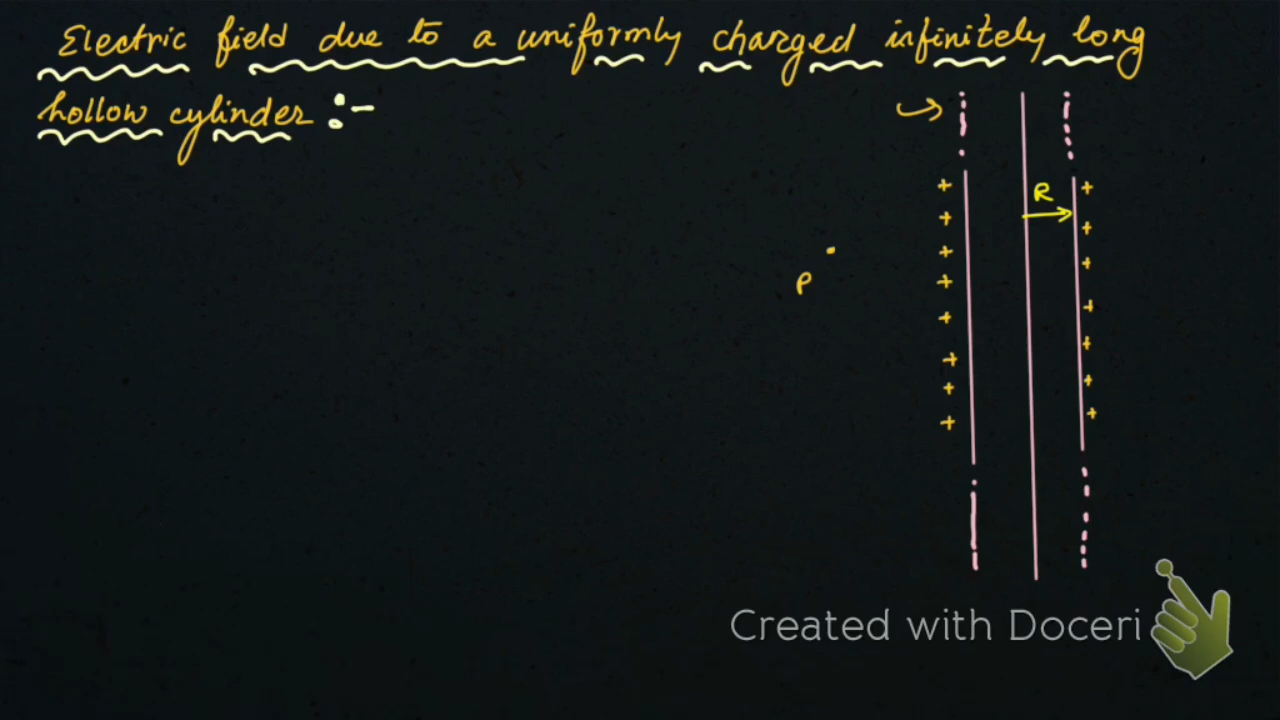 Electric field due to a uniformly charged infinitely long
hollow cylinder :-
R
P
Created with Doceri